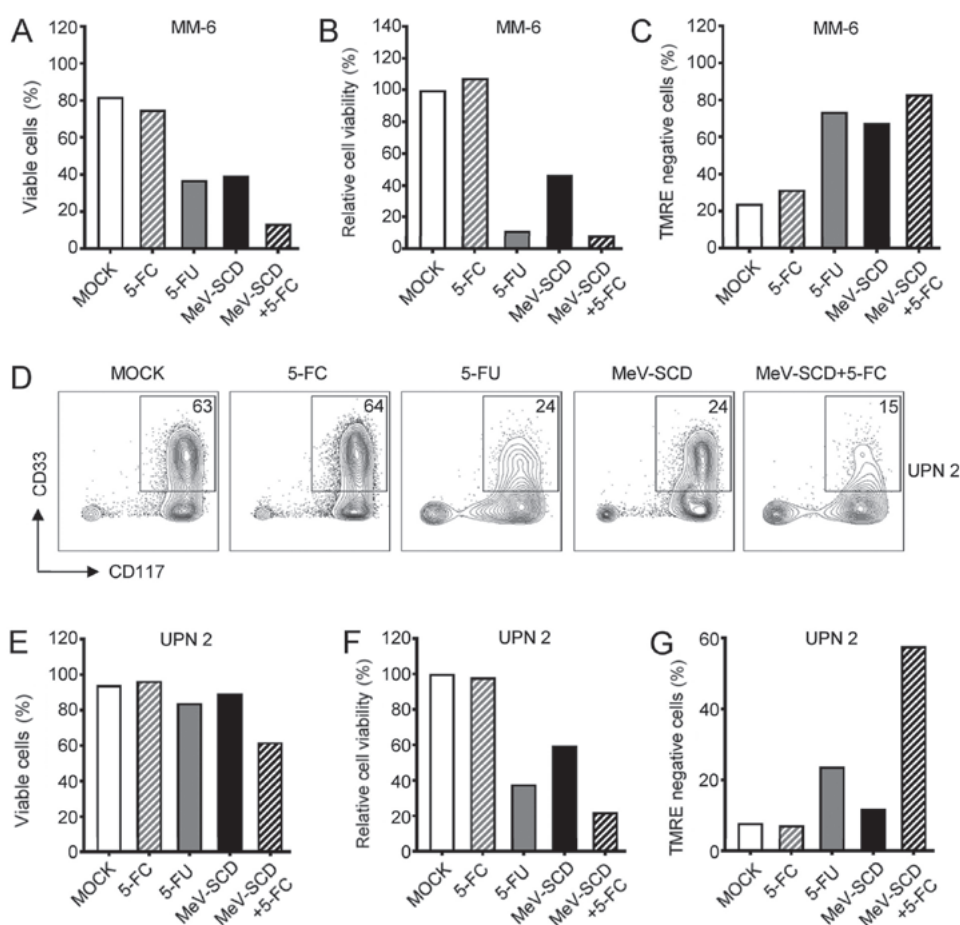 A
MM-6
Viable cells (%)
120
100
80
60
40
20
0
MOCK
5-FC
5-FU
MeV-SCD
MeV-SCD
+5-FC
B
MM-6
Relative cell viability (%)
140
120
100
80
60
40
20
0
MOCK
5-FC
5-FU
MeV-SCD
MeV-SCD
+5-FC
C
MM-6
TMRE negative cells (%)
120
100
80
60
40
20
0
MOCK
5-FC
5-FU
MeV-SCD
MeV-SCD
+5-FC
D
MOCK
5-FC
5-FU
MeV-SCD
MeV-SCD+5-FC
63
64
24
24
15
CD33
UPN 2
CD117
E
UPN 2
Viable cells (%)
120
100
80
60
40
20
0
MOCK
5-FC
5-FU
MeV-SCD
MeV-SCD
+5-FC
F
UPN 2
Relative cell viability (%)
120
100
80
60
40
20
0
MOCK
5-FC
5-FU
MeV-SCD
MeV-SCD
+5-FC
G
UPN 2
TMRE negative cells (%)
60
40
20
0
MOCK
5-FC
5-FU
MeV-SCD
MeV-SCD
+5-FC